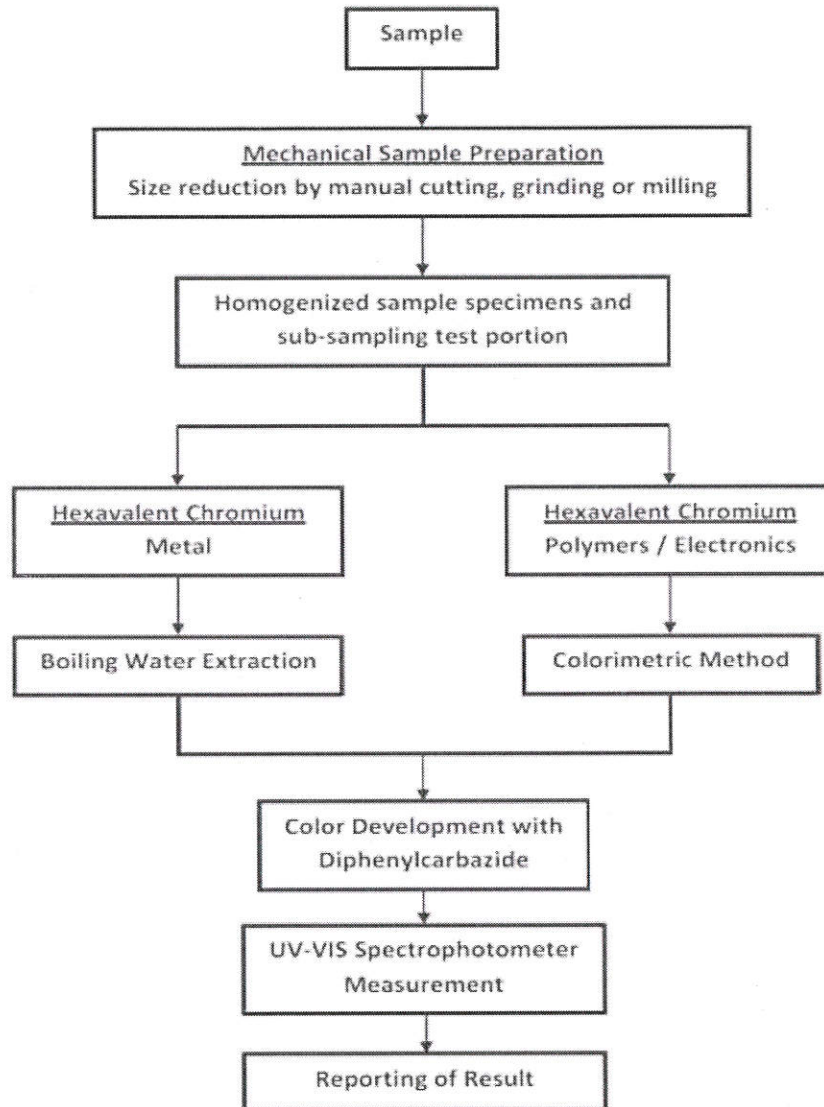 Sample
Mechanical Sample Preparation
Size reduction by manual cutting, grinding or milling
Homogenized sample specimens and
sub-sampling test portion
Hexavalent Chromium
Metal
Hexavalent Chromium
Polymers / Electronics
Boiling Water Extraction
Colorimetric Method
Color Development with
Diphenylcarbazide
UV-VIS Spectrophotometer
Measurement
Reporting of Result